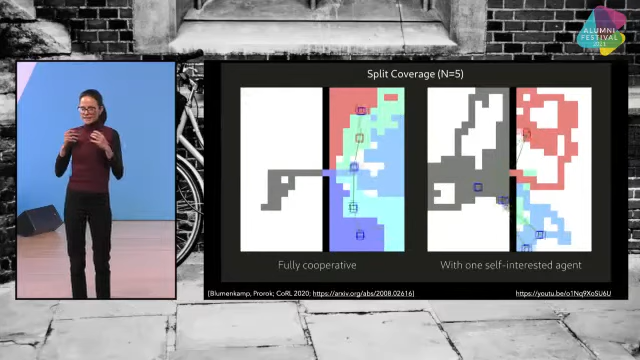 ALUMNI
FESTIVAL
2021
Split Coverage (N=5)
Fully cooperative
With one self-interested agent
[Blumenkamp, Prorok; CoRL 2020; https://arxiv.org/abs/2008.02616]
https://youtu.be/o1Nq9XoSU6U